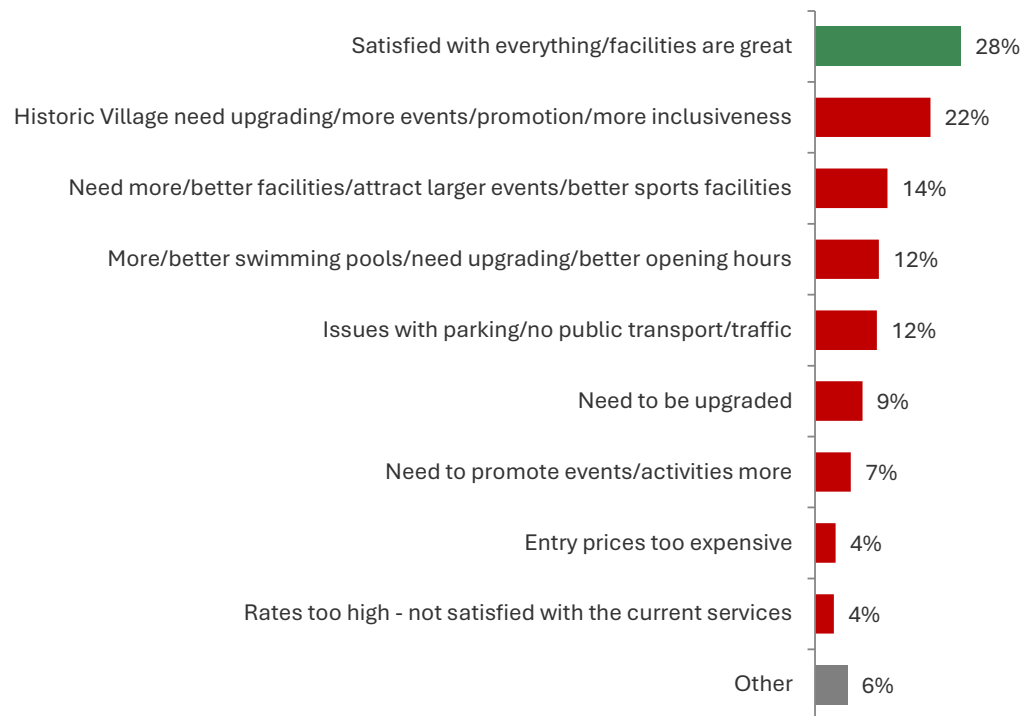 Satisfied with everything/facilities are great 28%
Historic Village need upgrading/more events/promotion/more inclusiveness 22%
Need more/better facilities/attract larger events/better sports facilities 14%
More/better swimming pools/need upgrading/better opening hours 12%
Issues with parking/no public transport/traffic 12%
Need to be upgraded 9%
Need to promote events/activities more 7%
Entry prices too expensive 4%
Rates too high - not satisfied with the current services 4%
Other 6%